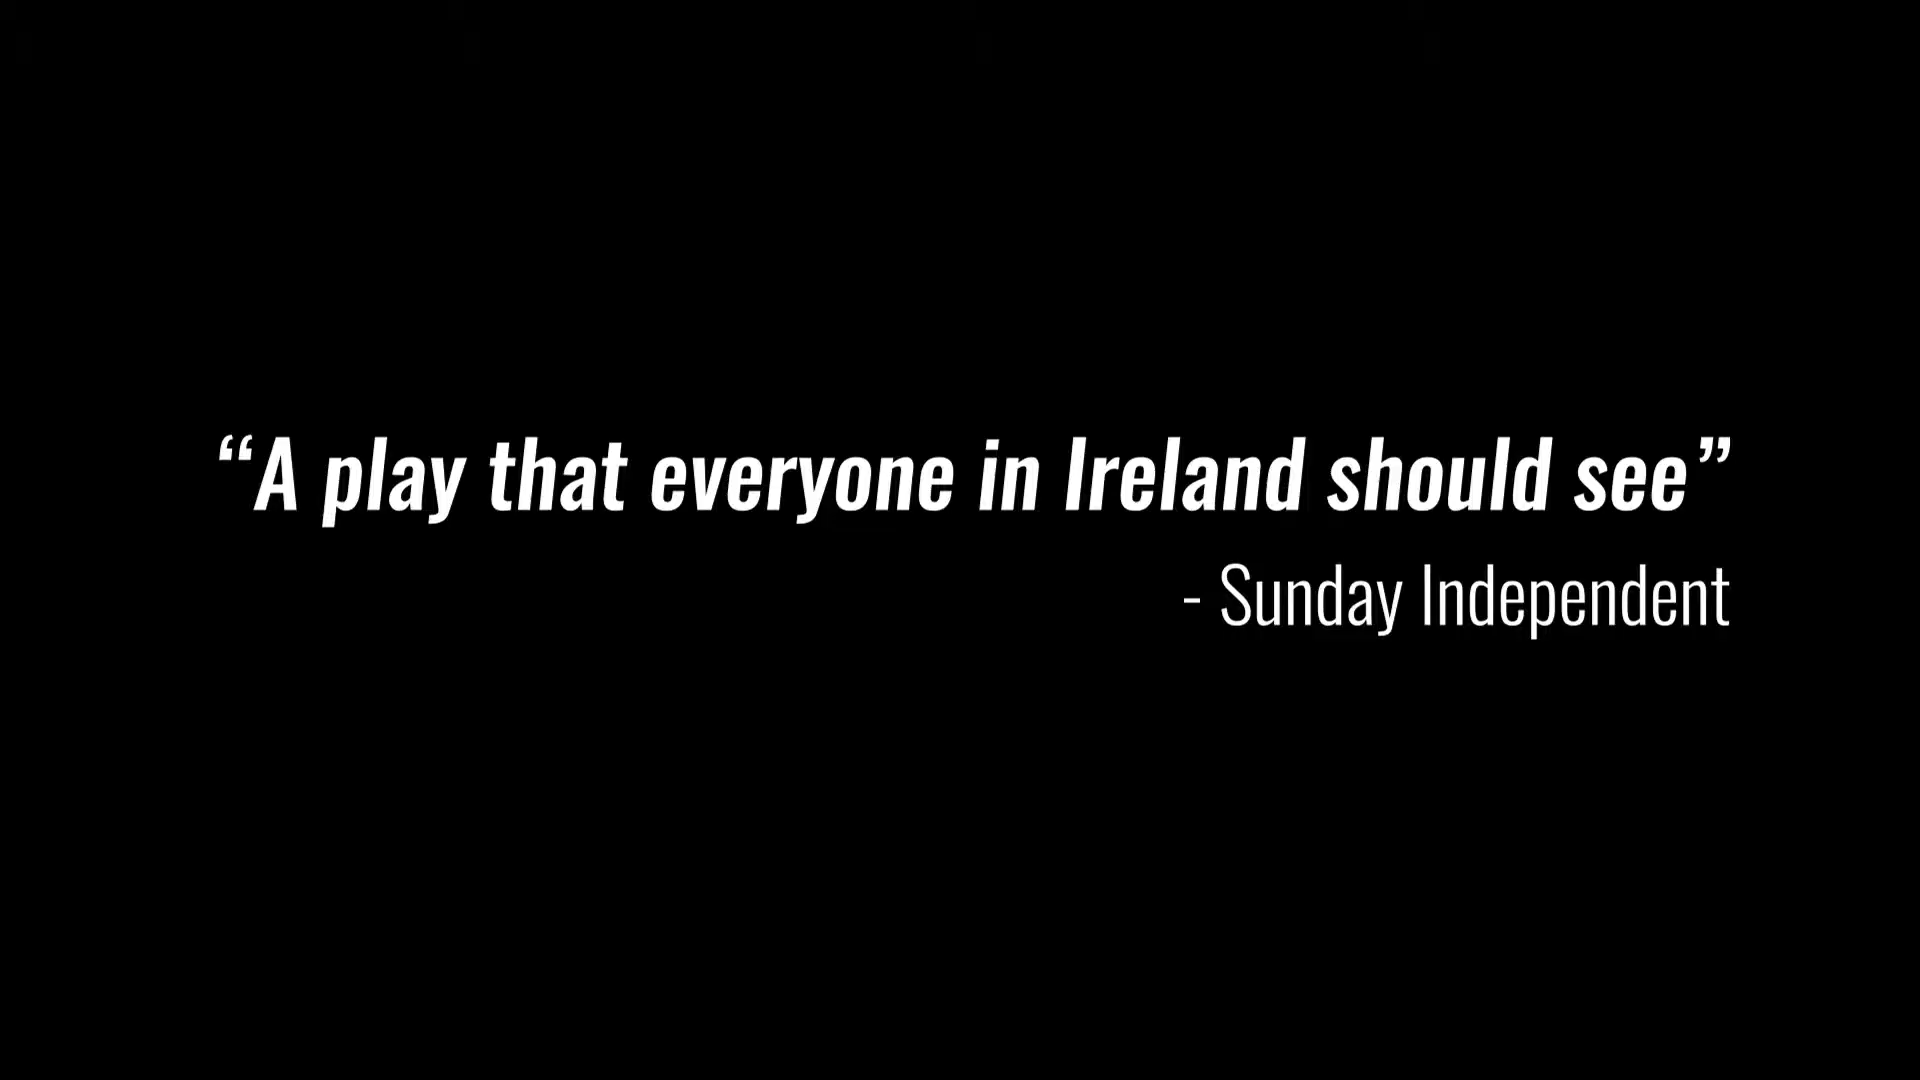 “A play that everyone in Ireland should see”
- Sunday Independent